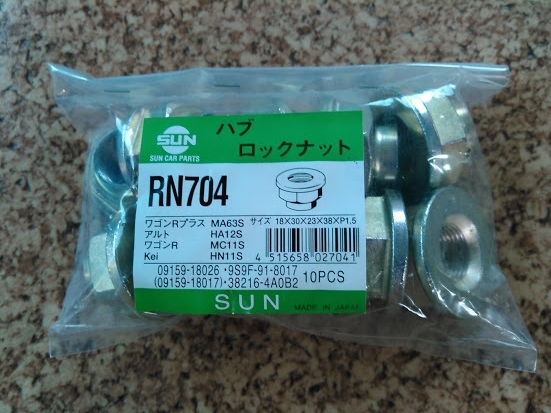 SUN
SUN CAR PARTS
ハブ
ロックナット
RN704
ワゴンRプラス MA63S サイズ 18X30X23X38XP1.5
アルト HA12S
ワゴンR MC11S
Kei HN11S
4 515658 027041
09159-18026・9S9F-91-8017
(09159-18017)・38216-4A0B2 10PCS
SUN MADE IN JAPAN